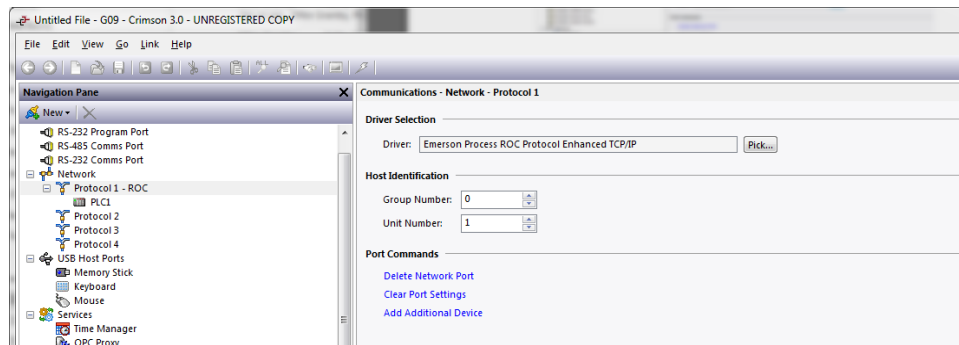 Untitled File - G09 - Crimson 3.0 - UNREGISTERED COPY
File Edit View Go Link Help
Navigation Pane X
New
RS-232 Program Port
RS-485 Comms Port
RS-232 Comms Port
Network
Protocol 1 - ROC
PLC1
Protocol 2
Protocol 3
Protocol 4
USB Host Ports
Memory Stick
Keyboard
Mouse
Services
Time Manager
OPC Proxy
Communications - Network - Protocol 1
Driver Selection
Driver: Emerson Process ROC Protocol Enhanced TCP/IP Pick...
Host Identification
Group Number: 0
Unit Number: 1
Port Commands
Delete Network Port
Clear Port Settings
Add Additional Device